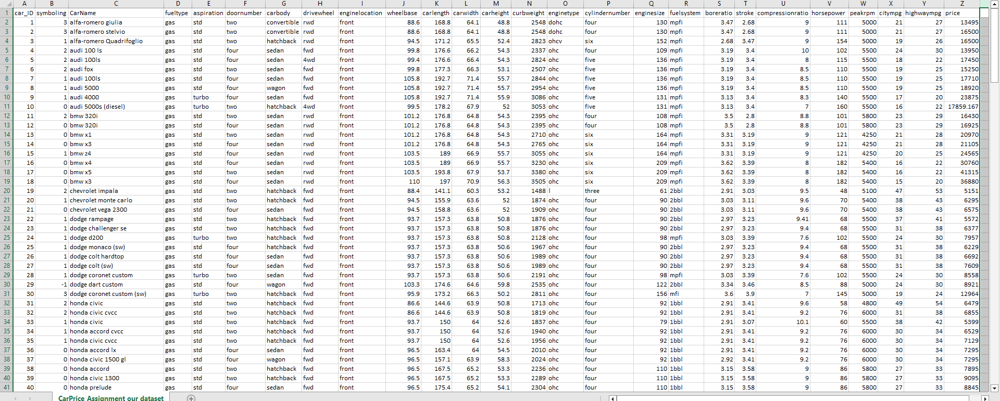 A B C D E F G H I J K L M N O P Q R S T U V W X Y Z
1 car_ID symboling CarName fueltype aspiration doornumber carbody drivewheel enginelocation wheelbase carlength carwidth carheight curbweight enginetype cylindernumber enginesize fuelsystem boreratio stroke compressionratio horsepower peakrpm citympg highwaympg price
2 1 3 alfa-romero giulia gas std two convertible rwd front 88.6 168.8 64.1 48.8 2548 dohc four 130 mpfi 3.47 2.68 9 111 5000 21 27 13495
3 2 3 alfa-romero stelvio gas std two convertible rwd front 88.6 168.8 64.1 48.8 2548 dohc four 130 mpfi 3.47 2.68 9 111 5000 21 27 16500
4 3 1 alfa-romero Quadrifoglio gas std two hatchback rwd front 94.5 171.2 65.5 52.4 2823 ohcv six 152 mpfi 2.68 3.47 9 154 5000 19 26 16500
5 4 2 audi 100 ls gas std four sedan fwd front 99.8 176.6 66.2 54.3 2337 ohc four 109 mpfi 3.19 3.4 10 102 5500 24 30 13950
6 5 2 audi 100ls gas std four sedan 4wd front 99.4 176.6 66.4 54.3 2824 ohc five 136 mpfi 3.19 3.4 8 115 5500 18 22 17450
7 6 2 audi fox gas std two sedan fwd front 99.8 177.3 66.3 53.1 2507 ohc five 136 mpfi 3.19 3.4 8.5 110 5500 19 25 15250
8 7 1 audi 100ls gas std four sedan fwd front 105.8 192.7 71.4 55.7 2844 ohc five 136 mpfi 3.19 3.4 8.5 110 5500 19 25 17710
9 8 1 audi 5000 gas std four wagon fwd front 105.8 192.7 71.4 55.7 2954 ohc five 136 mpfi 3.19 3.4 8.5 110 5500 19 25 18920
10 9 1 audi 4000 gas turbo four sedan fwd front 105.8 192.7 71.4 55.9 3086 ohc five 131 mpfi 3.13 3.4 8.3 140 5500 17 20 23875
11 10 0 audi 5000s (diesel) gas turbo two hatchback 4wd front 99.5 178.2 67.9 52 3053 ohc five 131 mpfi 3.13 3.4 7 160 5500 16 22 17859.167
12 11 2 bmw 320i gas std two sedan rwd front 101.2 176.8 64.8 54.3 2395 ohc four 108 mpfi 3.5 2.8 8.8 101 5800 23 29 16430
13 12 0 bmw 320i gas std four sedan rwd front 101.2 176.8 64.8 54.3 2395 ohc four 108 mpfi 3.5 2.8 8.8 101 5800 23 29 16925
14 13 0 bmw x1 gas std two sedan rwd front 101.2 176.8 64.8 54.3 2710 ohc six 164 mpfi 3.31 3.19 9 121 4250 21 28 20970
15 14 0 bmw x3 gas std four sedan rwd front 101.2 176.8 64.8 54.3 2765 ohc six 164 mpfi 3.31 3.19 9 121 4250 21 28 21105
16 15 1 bmw z4 gas std four sedan rwd front 103.5 189 66.9 55.7 3055 ohc six 164 mpfi 3.31 3.19 9 121 4250 20 25 24565
17 16 0 bmw x4 gas std four sedan rwd front 103.5 189 66.9 55.7 3230 ohc six 209 mpfi 3.62 3.39 8 182 5400 16 22 30760
18 17 0 bmw x5 gas std two sedan rwd front 103.5 193.8 67.9 53.7 3380 ohc six 209 mpfi 3.62 3.39 8 182 5400 16 22 41315
19 18 0 bmw x3 gas std four sedan rwd front 110 197 70.9 56.3 3505 ohc six 209 mpfi 3.62 3.39 8 182 5400 15 20 36880
20 19 2 chevrolet impala gas std two hatchback fwd front 88.4 141.1 60.3 53.2 1488 l three 61 2bbl 2.91 3.03 9.5 48 5100 47 53 5151
21 20 1 chevrolet monte carlo gas std two hatchback fwd front 94.5 155.9 63.6 52 1874 ohc four 90 2bbl 3.03 3.11 9.6 70 5400 38 43 6295
22 21 0 chevrolet vega 2300 gas std four sedan fwd front 94.5 158.8 63.6 52 1909 ohc four 90 2bbl 3.03 3.11 9.6 70 5400 38 43 6575
23 22 1 dodge rampage gas std two hatchback fwd front 93.7 157.3 63.8 50.8 1876 ohc four 90 2bbl 2.97 3.23 9.41 68 5500 37 41 5572
24 23 1 dodge challenger se gas std two hatchback fwd front 93.7 157.3 63.8 50.8 1876 ohc four 90 2bbl 2.97 3.23 9.4 68 5500 31 38 6377
25 24 1 dodge d200 gas turbo two hatchback fwd front 93.7 157.3 63.8 50.8 2128 ohc four 98 mpfi 3.03 3.39 7.6 102 5500 24 30 7957
26 25 1 dodge monaco (sw) gas std four hatchback fwd front 93.7 157.3 63.8 50.6 1967 ohc four 90 2bbl 2.97 3.23 9.4 68 5500 31 38 6229
27 26 1 dodge colt hardtop gas std four sedan fwd front 93.7 157.3 63.8 50.6 1989 ohc four 90 2bbl 2.97 3.23 9.4 68 5500 31 38 6692
28 27 1 dodge colt (sw) gas std four sedan fwd front 93.7 157.3 63.8 50.6 1989 ohc four 90 2bbl 2.97 3.23 9.4 68 5500 31 38 7609
29 28 1 dodge coronet custom gas turbo two sedan fwd front 93.7 157.3 63.8 50.6 2191 ohc four 98 mpfi 3.03 3.39 7.6 102 5500 24 30 8558
30 29 -1 dodge dart custom gas std four wagon fwd front 103.3 174.6 64.6 59.8 2535 ohc four 122 2bbl 3.34 3.46 8.5 88 5000 24 30 8921
31 30 3 dodge coronet custom (sw) gas turbo two hatchback fwd front 95.9 173.2 66.3 50.2 2811 ohc four 156 mfi 3.6 3.9 7 145 5000 19 24 12964
32 31 2 honda civic gas std two hatchback fwd front 86.6 144.6 63.9 50.8 1713 ohc four 92 1bbl 2.91 3.41 9.6 58 4800 49 54 6479
33 32 2 honda civic cvcc gas std two hatchback fwd front 86.6 144.6 63.9 50.8 1819 ohc four 92 1bbl 2.91 3.41 9.2 76 6000 31 38 6855
34 33 1 honda civic gas std two hatchback fwd front 93.7 150 64 52.6 1837 ohc four 79 1bbl 2.91 3.07 10.1 60 5500 38 42 5399
35 34 1 honda accord cvcc gas std two hatchback fwd front 93.7 150 64 52.6 1940 ohc four 92 1bbl 2.91 3.41 9.2 76 6000 30 34 6529
36 35 1 honda civic cvcc gas std two hatchback fwd front 93.7 150 64 52.6 1956 ohc four 92 1bbl 2.91 3.41 9.2 76 6000 30 34 7129
37 36 0 honda accord lx gas std four sedan fwd front 96.5 163.4 64 54.5 2010 ohc four 92 1bbl 2.91 3.41 9.2 76 6000 30 34 7295
38 37 0 honda civic 1500 gl gas std four wagon fwd front 96.5 157.1 63.9 58.3 2024 ohc four 92 1bbl 2.92 3.41 9.2 76 6000 30 34 7295
39 38 0 honda accord gas std two hatchback fwd front 96.5 167.5 65.2 53.3 2236 ohc four 110 1bbl 3.15 3.58 9 86 5800 27 33 7895
40 39 0 honda civic 1300 gas std two hatchback fwd front 96.5 167.5 65.2 53.3 2289 ohc four 110 1bbl 3.15 3.58 9 86 5800 27 33 9095
41 40 0 honda prelude gas std four sedan fwd front 96.5 175.4 65.2 54.1 2304 ohc four 110 1bbl 3.15 3.58 9 86 5800 27 33 8845
CarPrice Assignment our dataset